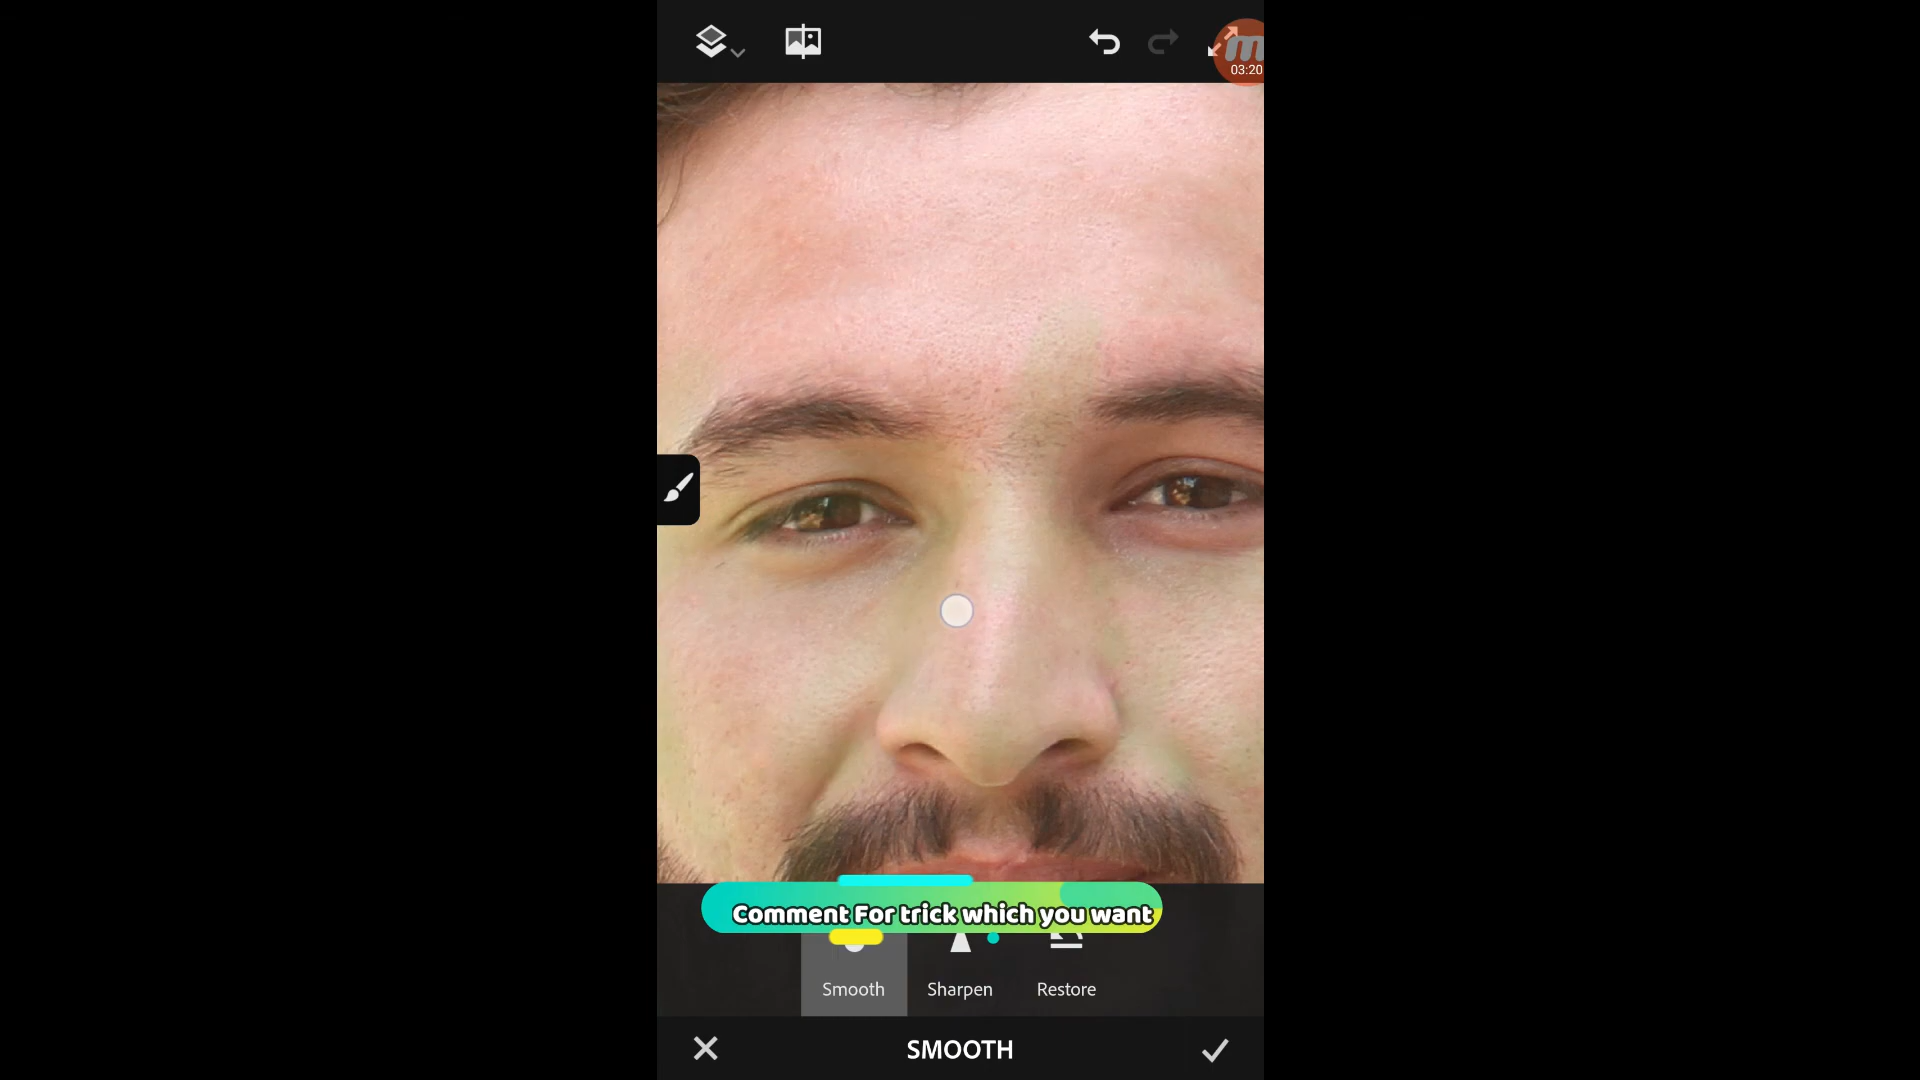 03:20
Comment For trick which you want
Smooth
Sharpen
Restore
SMOOTH